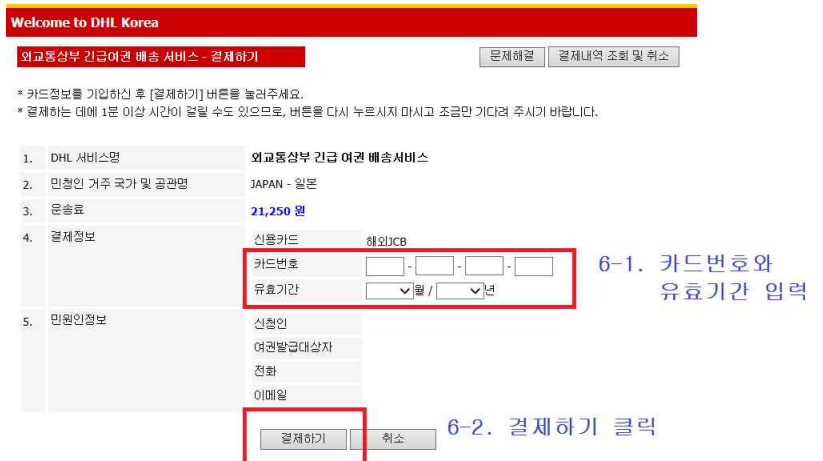 Welcome to DHL Korea
외교통상부 긴급여권 배송 서비스 - 결제하기
문제해결
결제내역 조회 및 취소
* 카드정보를 기입하신 후 [결제하기] 버튼을 눌러주세요.
* 결제하는 데에 1분 이상 시간이 걸릴 수도 있으므로, 버튼을 다시 누르시지 마시고 조금만 기다려 주시기 바랍니다.
1. DHL 서비스명 외교통상부 긴급 여권 배송서비스
2. 민청인 거주 국가 및 공관명 JAPAN - 일본
3. 운송료 21,250 원
4. 결제정보 신용카드 해외JCB
카드번호 - - -
유효기간 월 / 년
6-1. 카드번호와
유효기간 입력
5. 민원인정보 신청인
여권발급대상자
전화
이메일
결제하기 취소
6-2. 결제하기 클릭